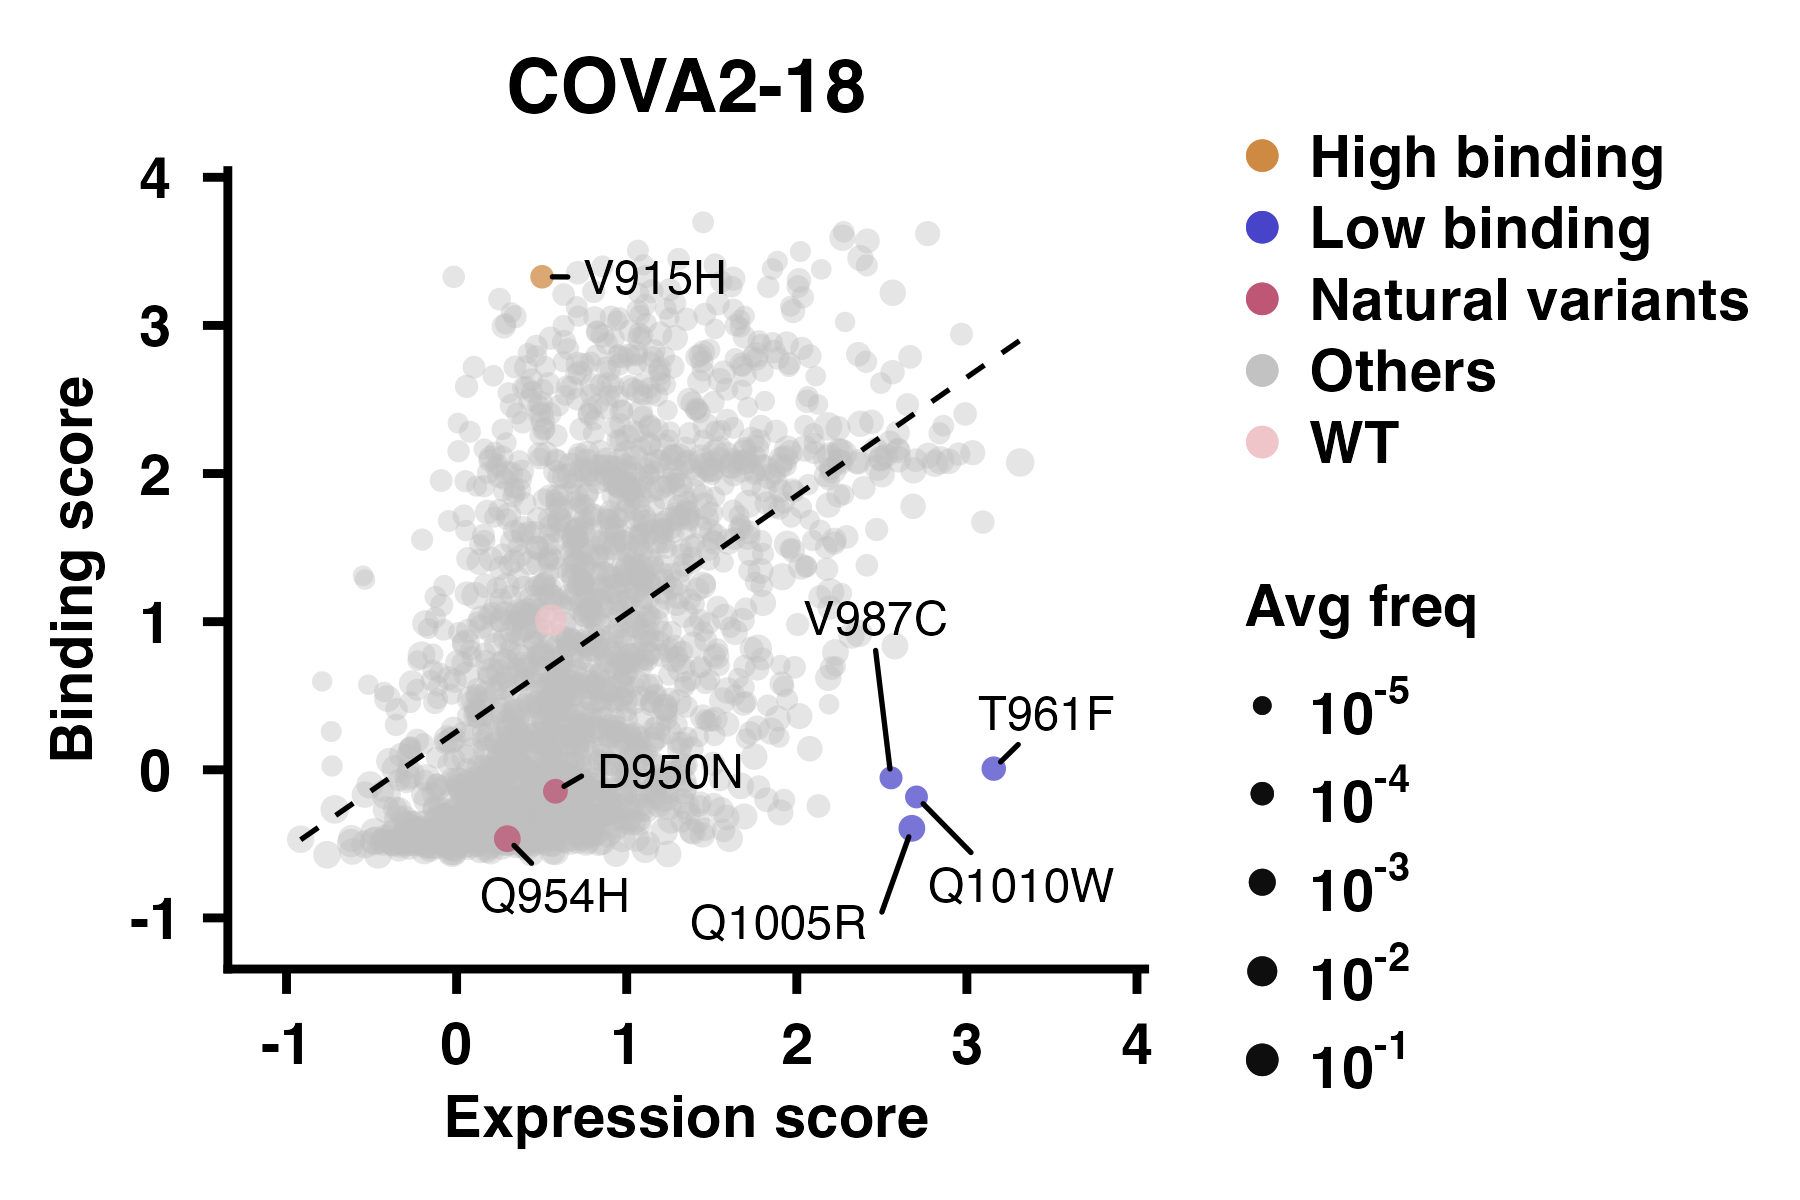 COVA2-18
Binding score
4
3
2
1
0
-1
V915H
V987C
T961F
D950N
Q954H
Q1010W
Q1005R
-1 0 1 2 3 4
Expression score
High binding
Low binding
Natural variants
Others
WT
Avg freq
10⁻⁵
10⁻⁴
10⁻³
10⁻²
10⁻¹